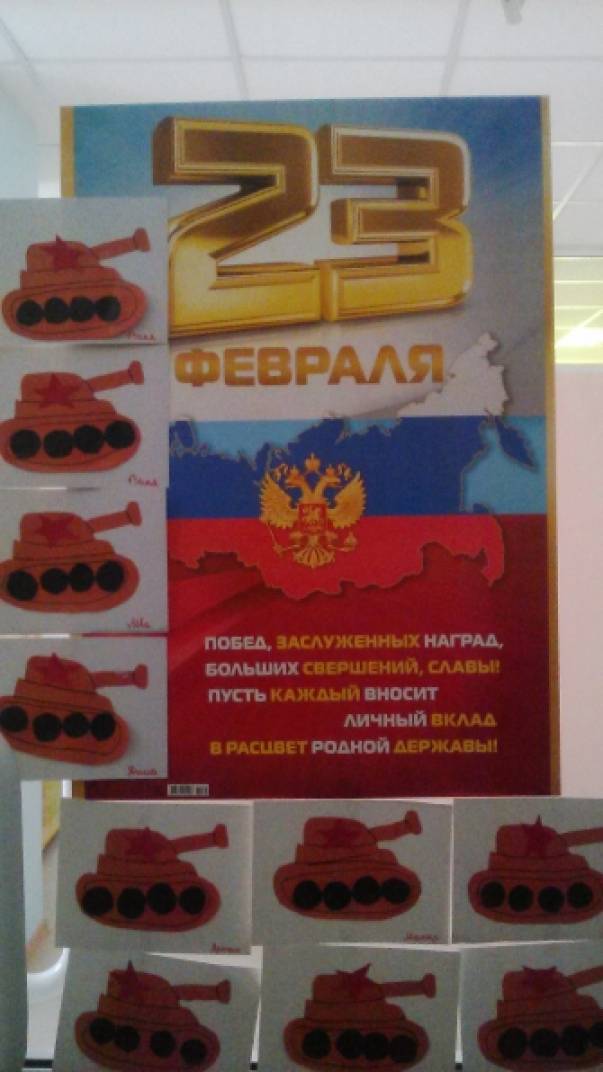 23
ФЕВРАЛЯ
ПОБЕД, ЗАСЛУЖЕННЫХ НАГРАД,
БОЛЬШИХ СВЕРШЕНИЙ, СЛАВЫ!
ПУСТЬ КАЖДЫЙ ВНОСИТ
ЛИЧНЫЙ ВКЛАД
В РАСЦВЕТ РОДНОЙ ДЕРЖАВЫ!